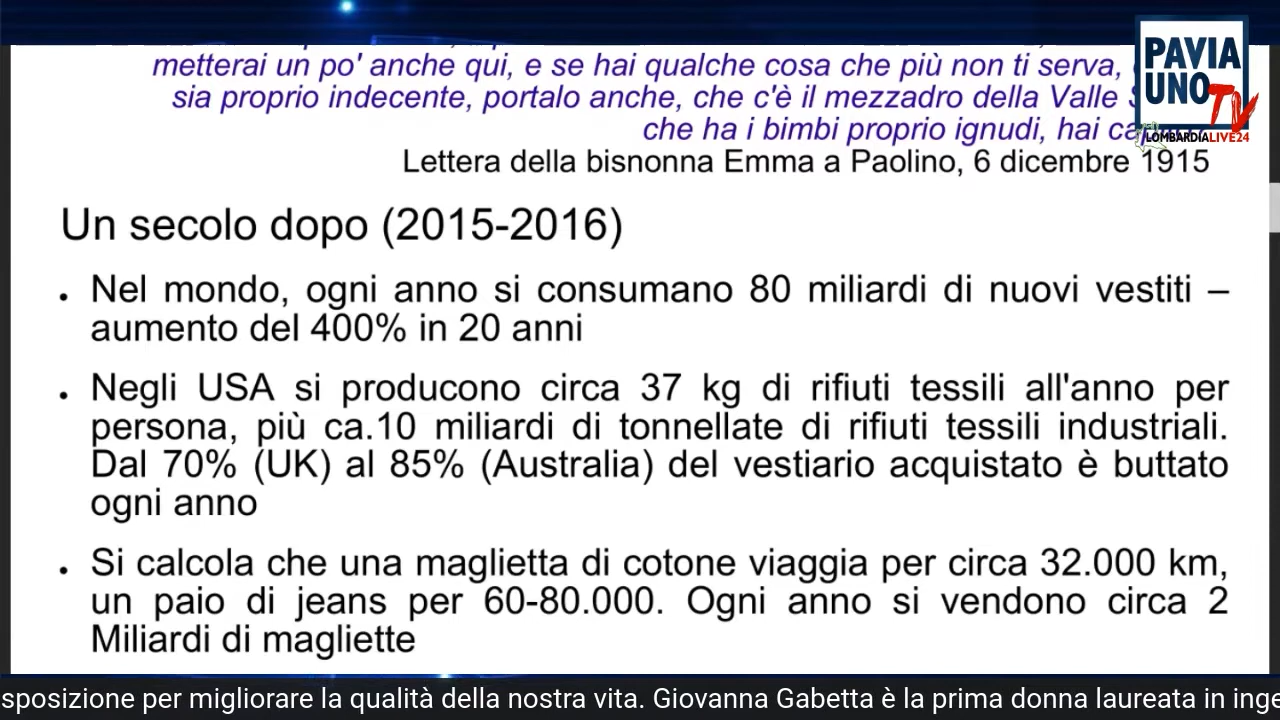 metterai un po' anche qui, e se hai qualche cosa che più non ti serva,
sia proprio indecente, portalo anche, che c'è il mezzadro della Valle
che ha i bimbi proprio ignudi, hai
Lettera della bisnonna Emma a Paolino, 6 dicembre 1915
PAVIA
UNO TV
LOMBARDIALIVE24
Un secolo dopo (2015-2016)
• Nel mondo, ogni anno si consumano 80 miliardi di nuovi vestiti –
aumento del 400% in 20 anni
• Negli USA si producono circa 37 kg di rifiuti tessili all'anno per
persona, più ca.10 miliardi di tonnellate di rifiuti tessili industriali.
Dal 70% (UK) al 85% (Australia) del vestiario acquistato è buttato
ogni anno
• Si calcola che una maglietta di cotone viaggia per circa 32.000 km,
un paio di jeans per 60-80.000. Ogni anno si vendono circa 2
Miliardi di magliette
sposizione per migliorare la qualità della nostra vita. Giovanna Gabetta è la prima donna laureata in inge